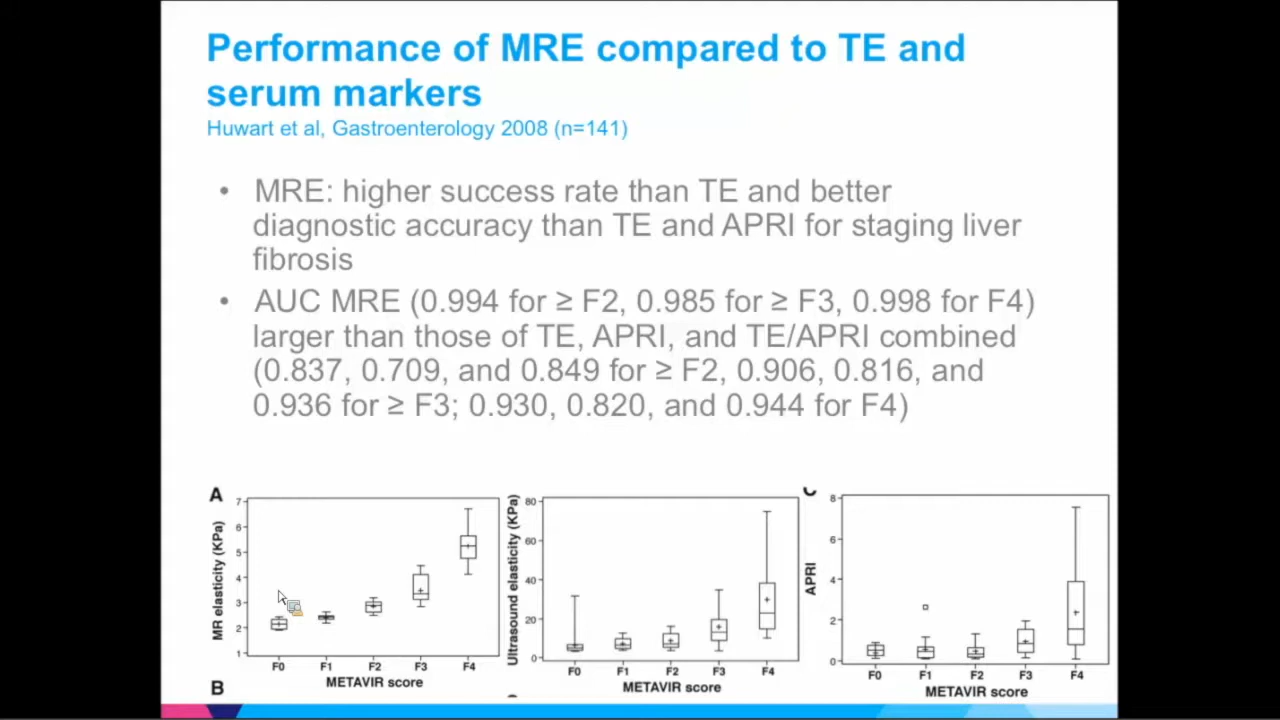 Performance of MRE compared to TE and
serum markers
Huwart et al, Gastroenterology 2008 (n=141)
• MRE: higher success rate than TE and better
diagnostic accuracy than TE and APRI for staging liver
fibrosis
• AUC MRE (0.994 for ≥ F2, 0.985 for ≥ F3, 0.998 for F4)
larger than those of TE, APRI, and TE/APRI combined
(0.837, 0.709, and 0.849 for ≥ F2, 0.906, 0.816, and
0.936 for ≥ F3; 0.930, 0.820, and 0.944 for F4)
A
MR elasticity (KPa)
7
6
5
4
3
2
1
F0 F1 F2 F3 F4
METAVIR score
B
Ultrasound elasticity (KPa)
80
60
40
20
0
F0 F1 F2 F3 F4
METAVIR score
C
APRI
8
6
4
2
0
F0 F1 F2 F3 F4
METAVIR score